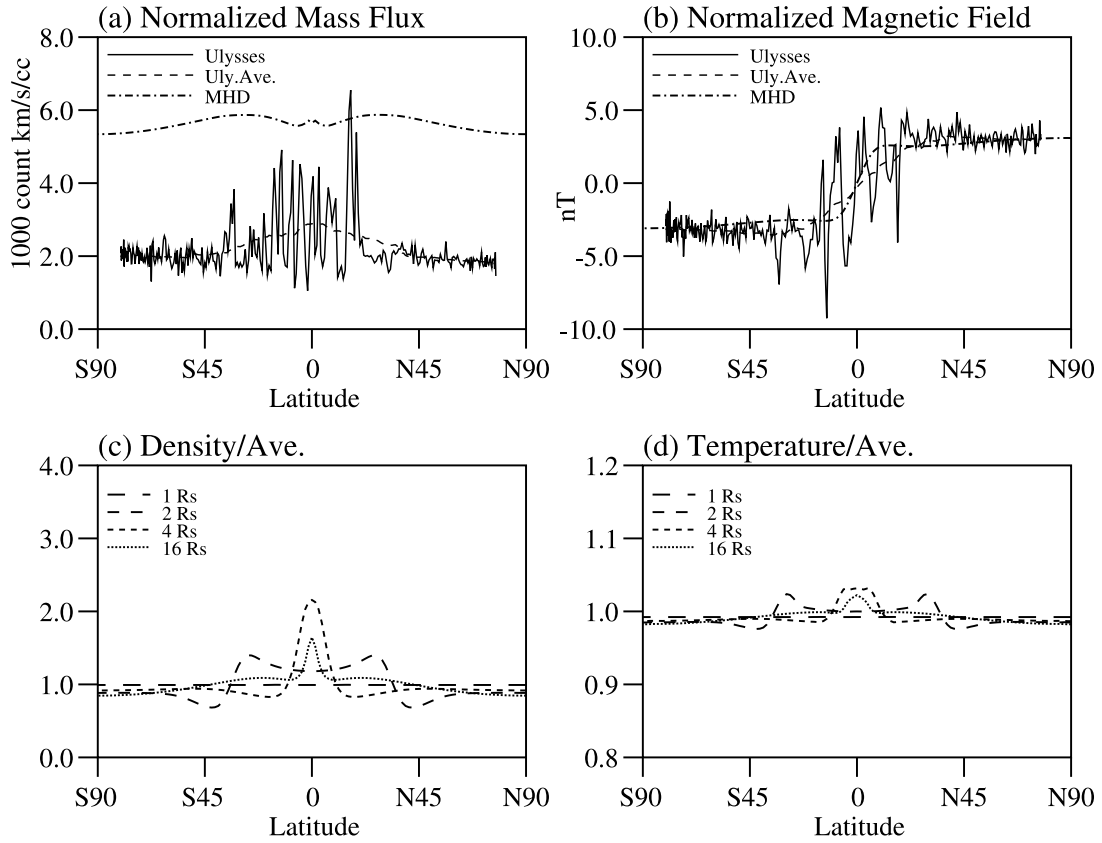 (a) Normalized Mass Flux
8.0
6.0
4.0
2.0
0.0
1000 count km/s/cc
Ulysses
Uly.Ave.
MHD
S90 S45 0 N45 N90
Latitude
(b) Normalized Magnetic Field
10.0
5.0
0.0
-5.0
-10.0
nT
Ulysses
Uly.Ave.
MHD
S90 S45 0 N45 N90
Latitude
(c) Density/Ave.
4.0
3.0
2.0
1.0
0.0
1 Rs
2 Rs
4 Rs
16 Rs
S90 S45 0 N45 N90
Latitude
(d) Temperature/Ave.
1.2
1.1
1.0
0.9
0.8
1 Rs
2 Rs
4 Rs
16 Rs
S90 S45 0 N45 N90
Latitude